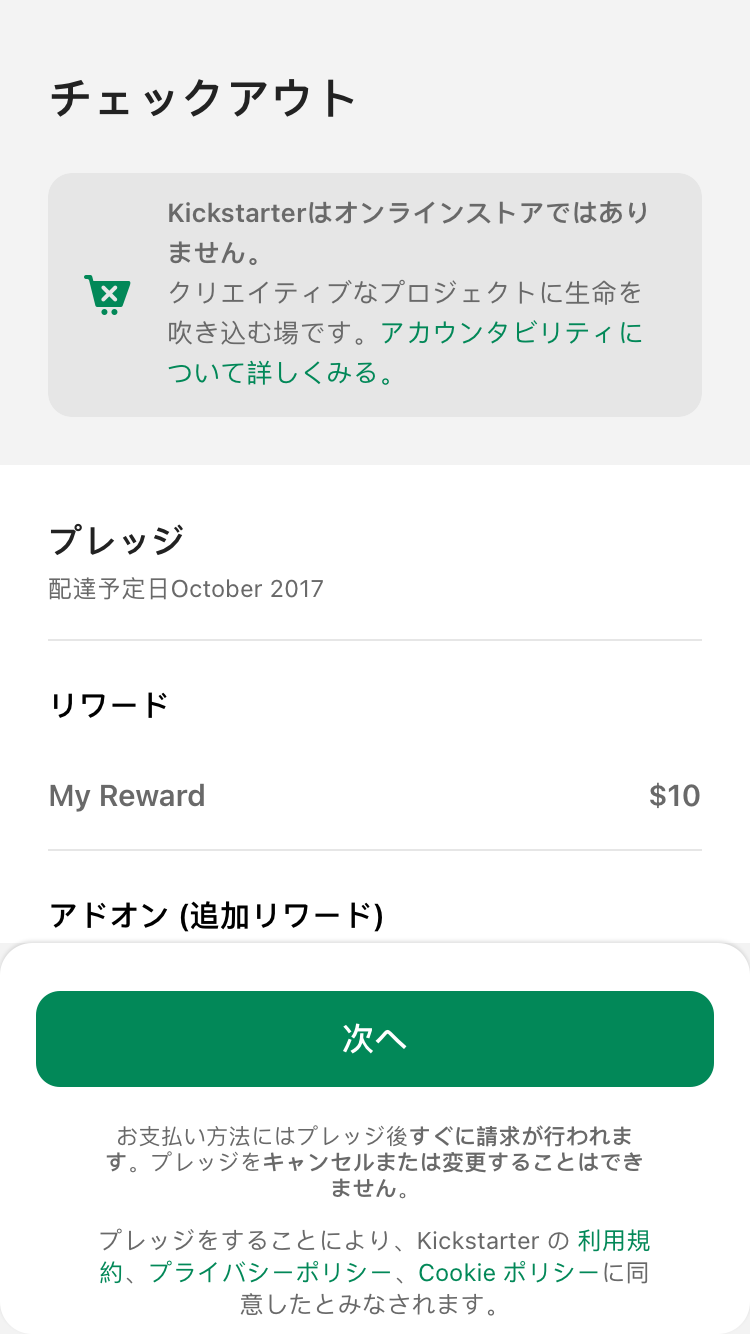 チェックアウト
Kickstarterはオンラインストアではあり
ません。
クリエイティブなプロジェクトに生命を
吹き込む場です。アカウンタビリティに
ついて詳しくみる。
プレッジ
配達予定日October 2017
リワード
My Reward $10
アドオン (追加リワード)
次へ
お支払い方法にはプレッジ後すぐに請求が行われま
す。プレッジをキャンセルまたは変更することはでき
ません。
プレッジをすることにより、Kickstarter の 利用規
約、プライバシーポリシー、Cookie ポリシーに同
意したとみなされます。